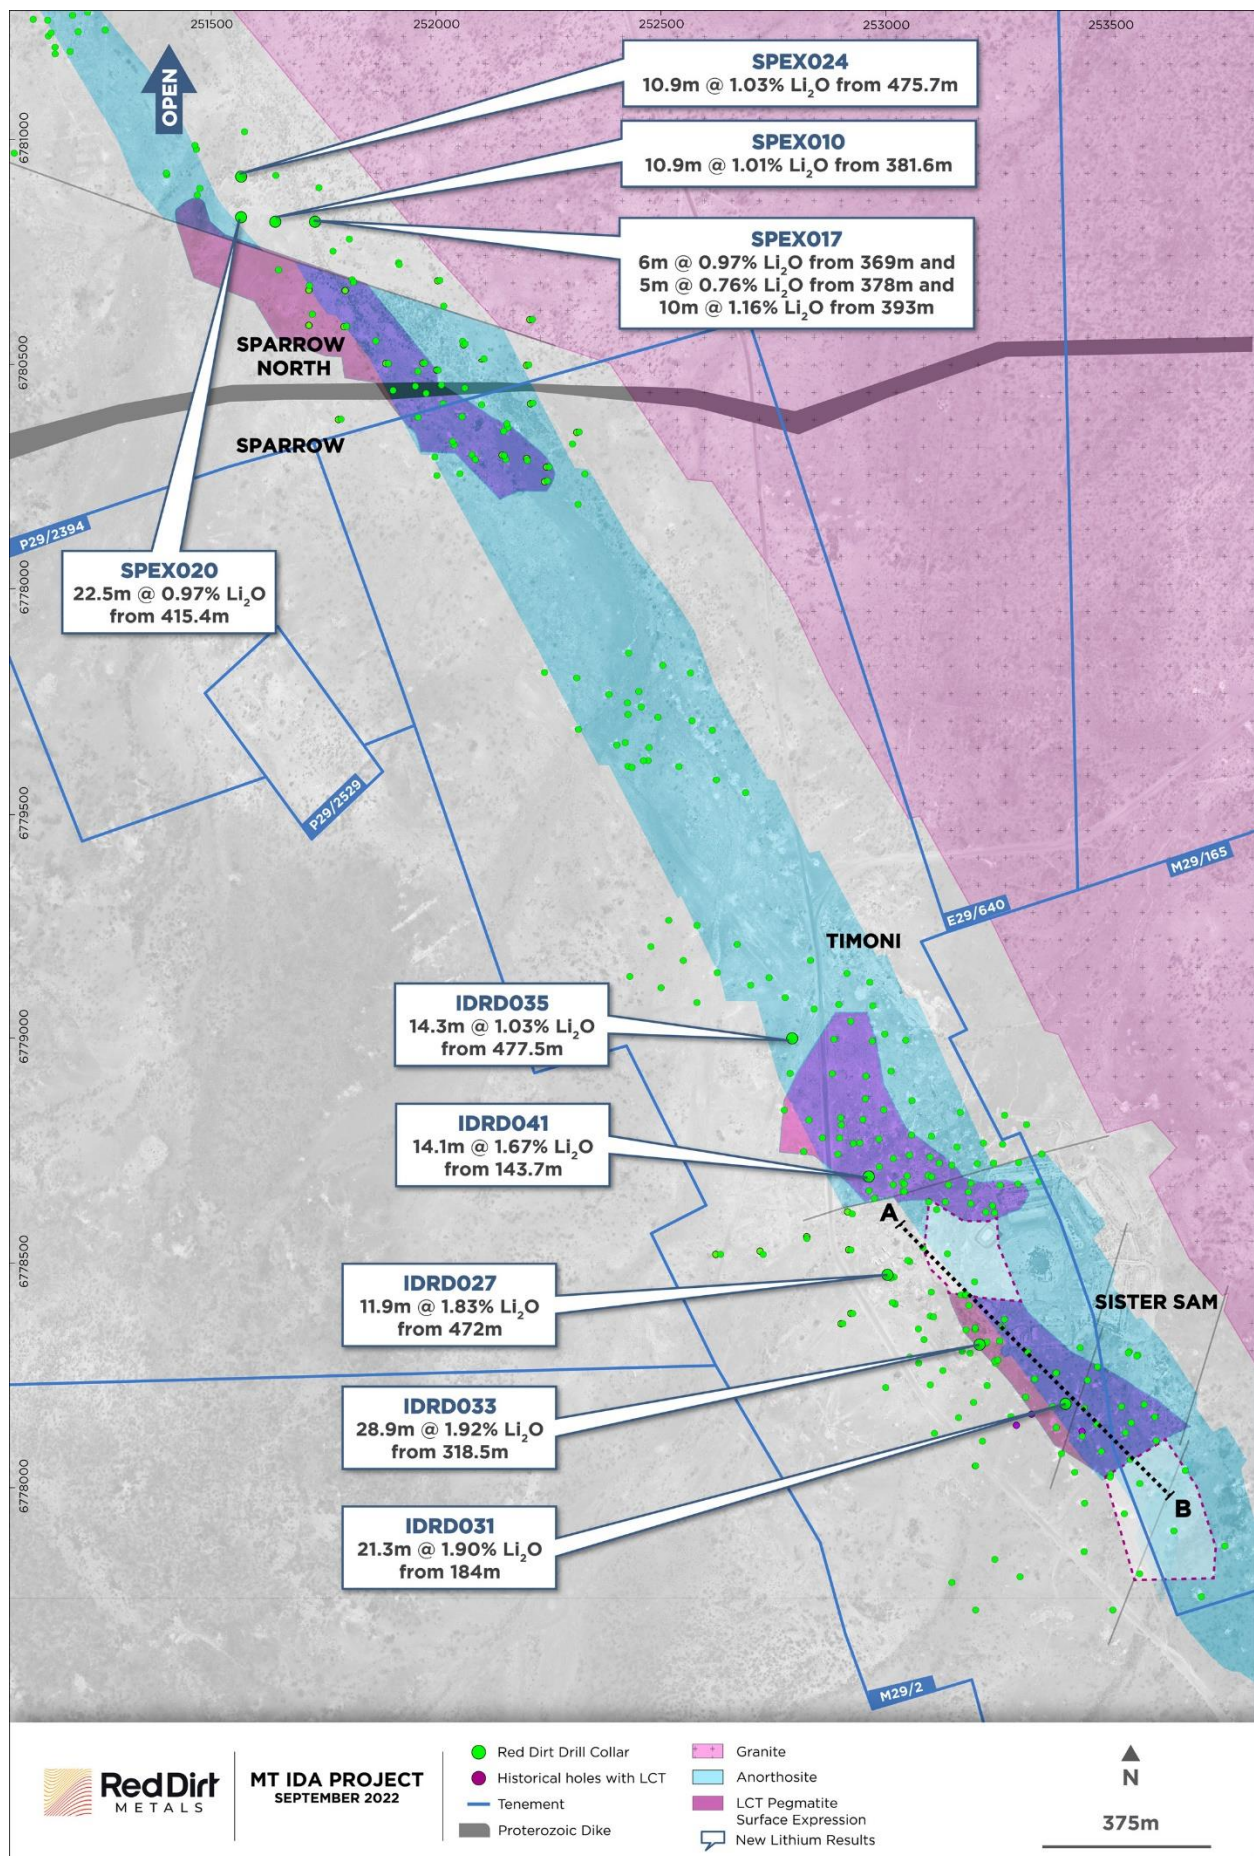 251500
252000
252500
253000
253500
OPEN
SPEX024
10.9m @ 1.03% Li₂O from 475.7m
6781000
SPEX010
10.9m @ 1.01% Li₂O from 381.6m
SPEX017
6m @ 0.97% Li₂O from 369m and
5m @ 0.76% Li₂O from 378m and
10m @ 1.16% Li₂O from 393m
SPARROW
NORTH
6780500
SPARROW
P29/2394
SPEX020
22.5m @ 0.97% Li₂O
from 415.4m
6778000
P29/2529
6779500
M29/165
E29/640
TIMONI
IDRD035
14.3m @ 1.03% Li₂O
from 477.5m
6779000
IDRD041
14.1m @ 1.67% Li₂O
from 143.7m
A
6778500
IDRD027
11.9m @ 1.83% Li₂O
from 472m
SISTER SAM
IDRD033
28.9m @ 1.92% Li₂O
from 318.5m
6778000
B
IDRD031
21.3m @ 1.90% Li₂O
from 184m
M29/2
Red Dirt
METALS
MT IDA PROJECT
SEPTEMBER 2022
Red Dirt Drill Collar
Historical holes with LCT
Tenement
Proterozoic Dike
Granite
Anorthosite
LCT Pegmatite
Surface Expression
New Lithium Results
N
375m